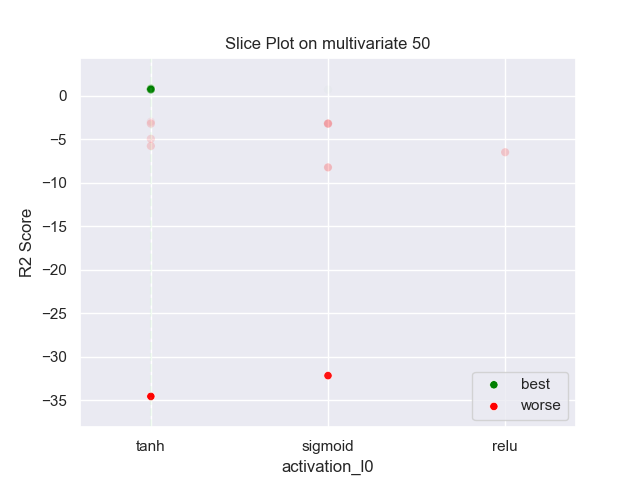 Slice Plot on multivariate 50
R2 Score
0
−5
−10
−15
−20
−25
−30
−35
best
worse
tanh
sigmoid
relu
activation_l0